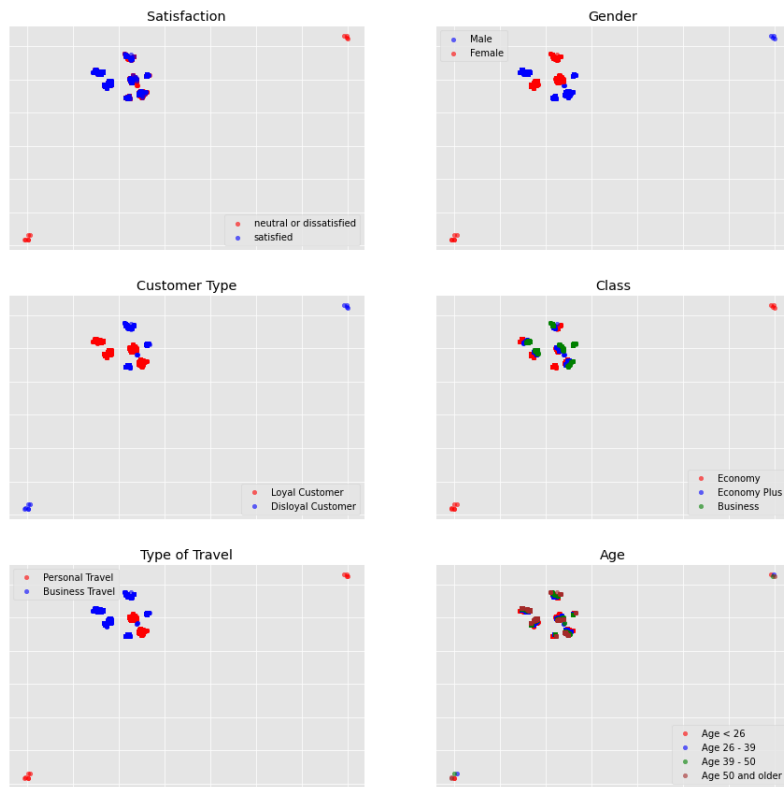 Satisfaction
neutral or dissatisfied
satisfied
Gender
Male
Female
Customer Type
Loyal Customer
Disloyal Customer
Class
Economy
Economy Plus
Business
Type of Travel
Personal Travel
Business Travel
Age
Age < 26
Age 26 - 39
Age 39 - 50
Age 50 and older